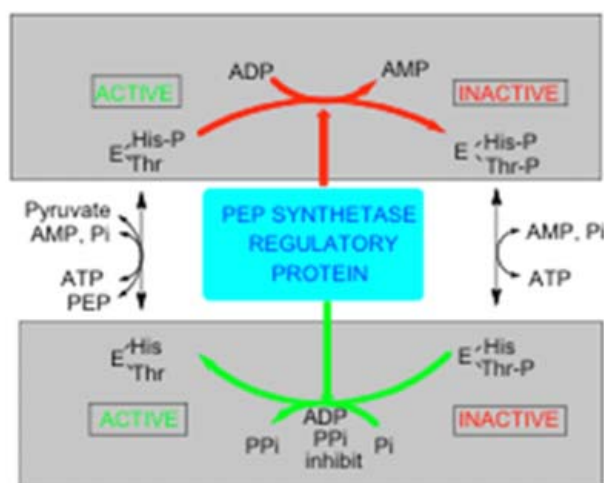 ADP
AMP
ACTIVE
INACTIVE
E His-P
Thr
E His-P
Thr-P
Pyruvate
AMP, Pi
ATP
PEP
PEP SYNTHETASE
REGULATORY
PROTEIN
AMP, Pi
ATP
E His
Thr
E His
Thr-P
ACTIVE
PPi
ADP
PPi
inhibit
Pi
INACTIVE